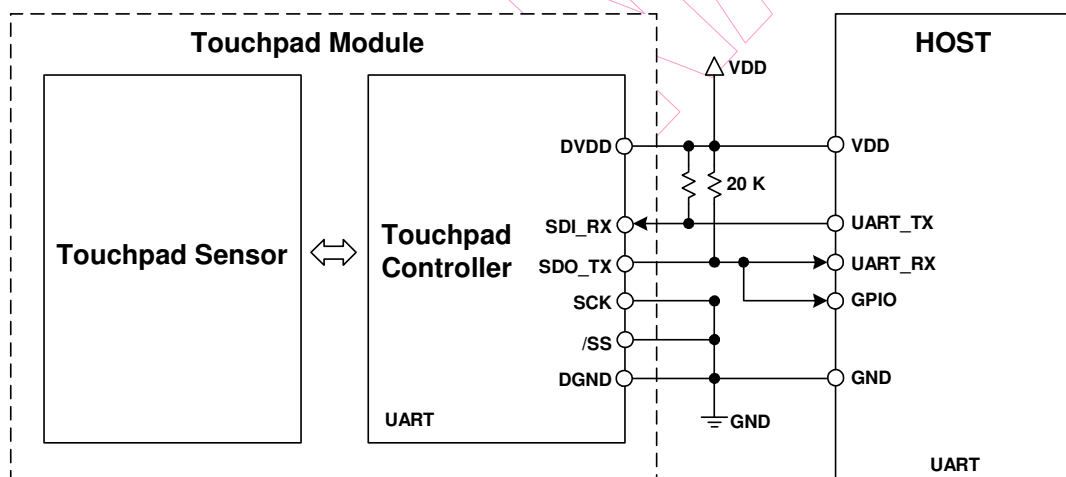 Touchpad Module
HOST
VDD
DVDD
VDD
20 K
SDI_RX
UART_TX
Touchpad Sensor
Touchpad
Controller
SDO_TX
UART_RX
SCK
GPIO
/SS
DGND
GND
UART
GND
UART